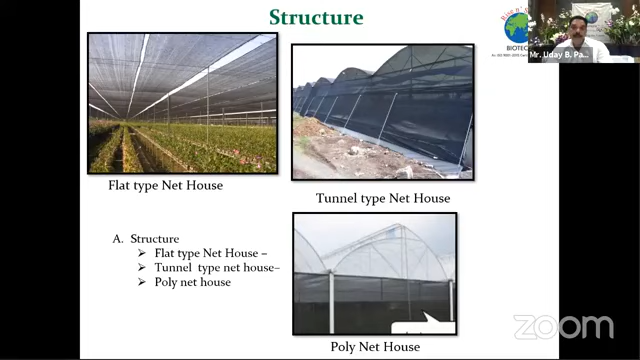 Structure
Rise n'
BIOTECH
Mr. Uday B. Pa...
Flat type Net House
Tunnel type Net House
A. Structure
Flat type Net House –
Tunnel type net house–
Poly net house
Poly Net House
zoom